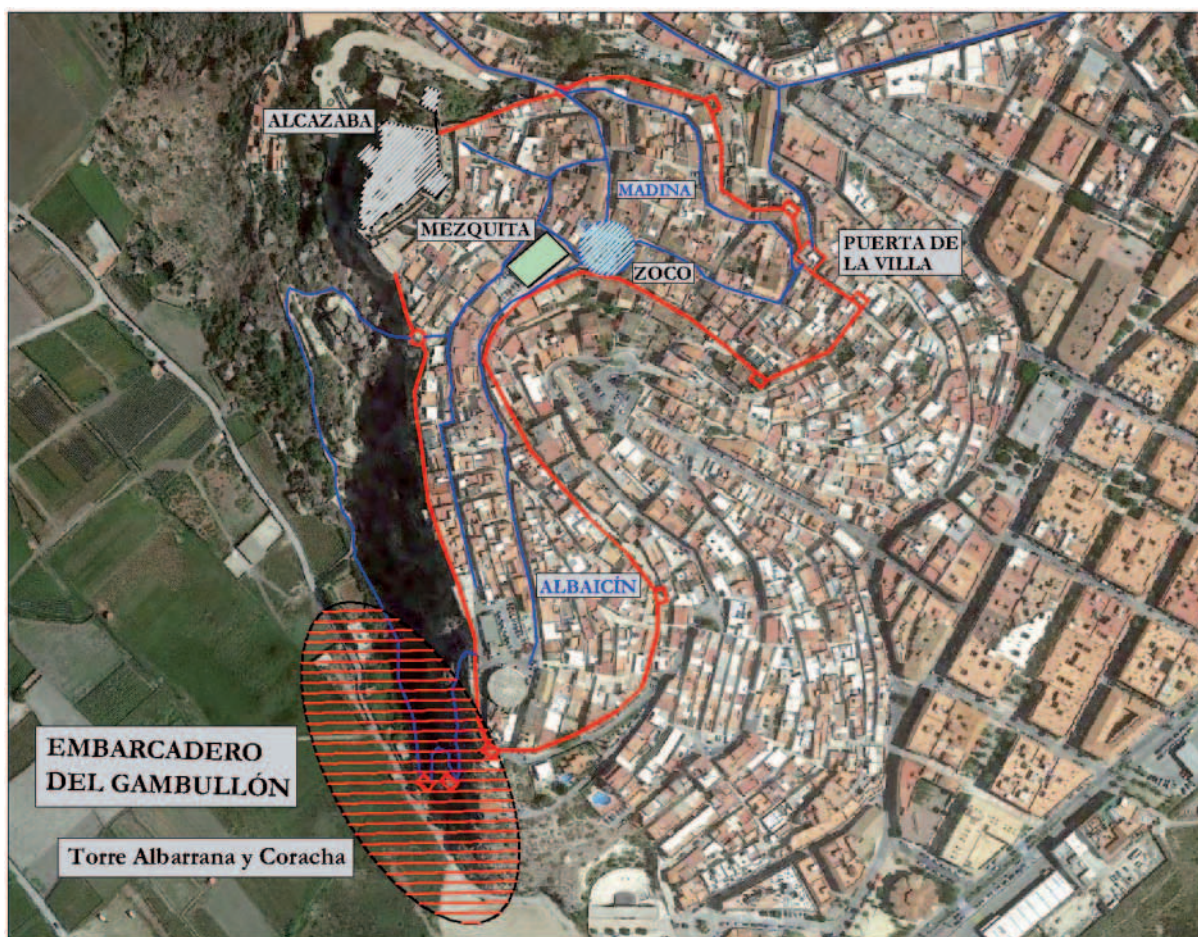 ALCAZABA
MADINA
MEZQUITA
ZOCO
PUERTA DE
LA VILLA
ALBAICÍN
EMBARCADERO
DEL GAMBULLÓN
Torre Albarrana y Coracha